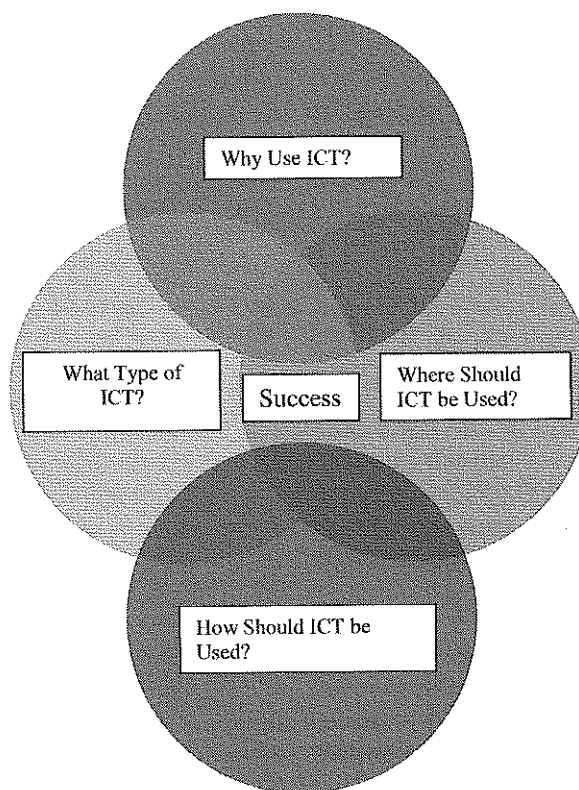 Why Use ICT?
What Type of
ICT?
Success
Where Should
ICT be Used?
How Should ICT be
Used?